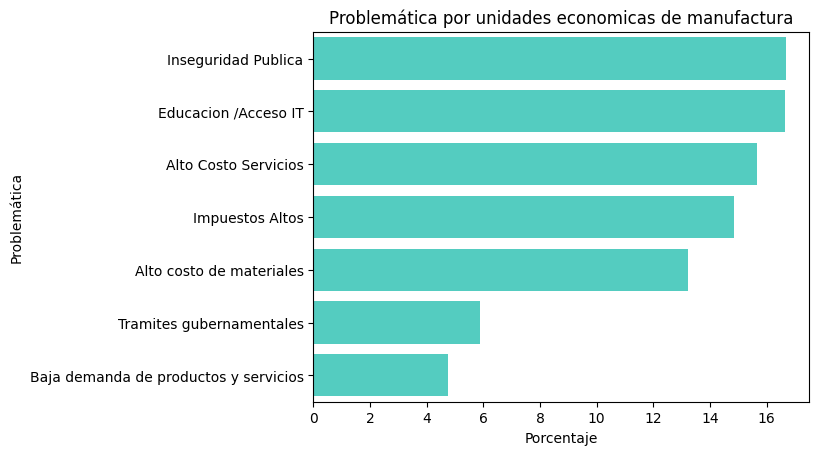 Problemática por unidades economicas de manufactura
Problemática
Inseguridad Publica
Educacion /Acceso IT
Alto Costo Servicios
Impuestos Altos
Alto costo de materiales
Tramites gubernamentales
Baja demanda de productos y servicios
0 2 4 6 8 10 12 14 16
Porcentaje